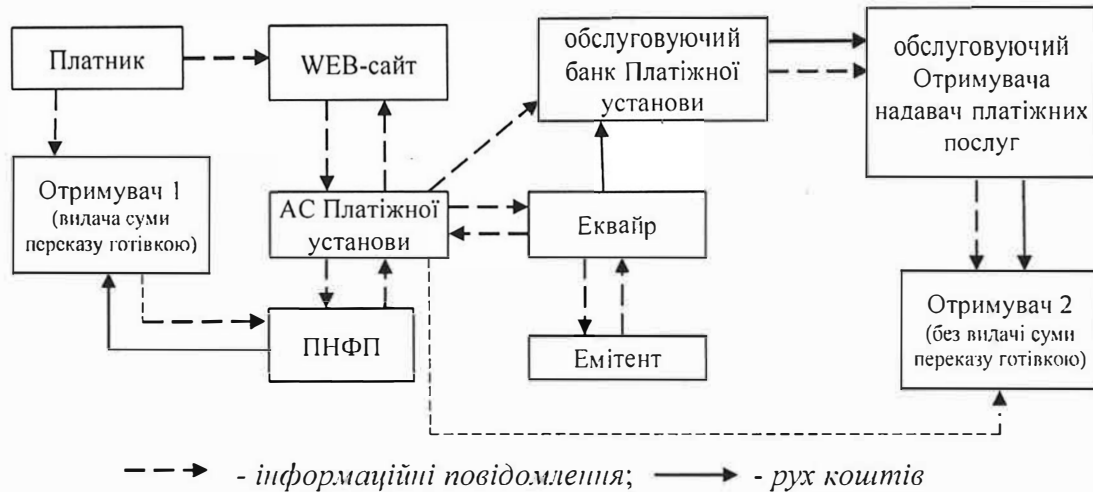 Платник
WEB-сайт
обслуговуючий
банк Платіжної
установи
обслуговуючий
Отримувача
надавач платіжних
послуг
Отримувач 1
(видача суми
переказу готівкою)
АС Платіжної
установи
Еквайр
ПНФП
Емітент
Отримувач 2
(без видачі суми
переказу готівкою)
- інформаційні повідомлення; - рух коштів